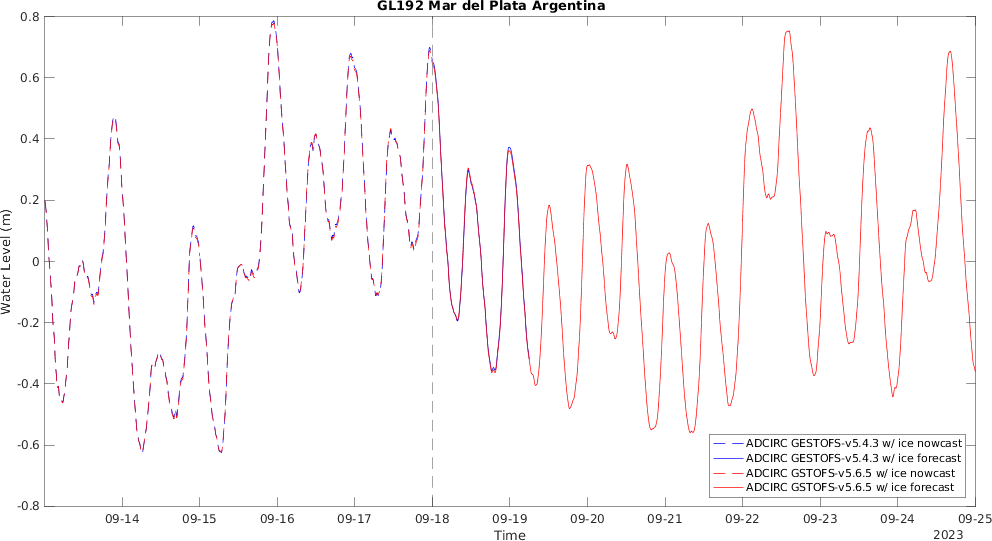 GL192 Mar del Plata Argentina
0.8
0.6
0.4
0.2
0
-0.2
-0.4
-0.6
-0.8
Water Level (m)
ADCIRC GESTOFS-v5.4.3 w/ ice nowcast
ADCIRC GESTOFS-v5.4.3 w/ ice forecast
ADCIRC GSTOFS-v5.6.5 w/ ice nowcast
ADCIRC GSTOFS-v5.6.5 w/ ice forecast
09-14 09-15 09-16 09-17 09-18 09-19 09-20 09-21 09-22 09-23 09-24 09-25
Time
2023